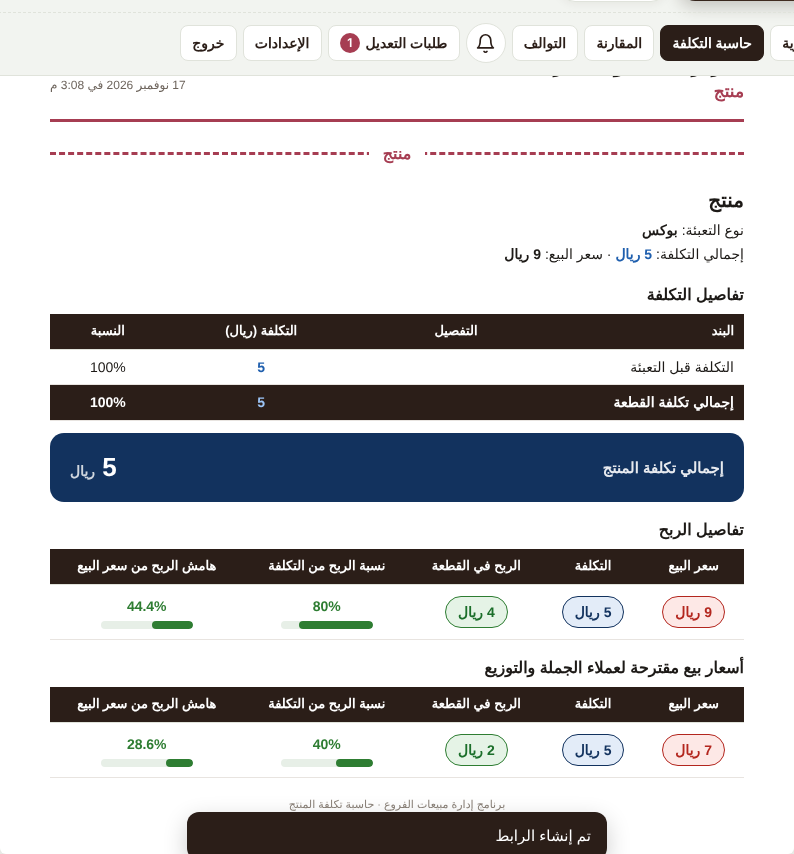 حاسبة التكلفة المقارنة التوالف طلبات التعديل 1 الإعدادات خروج
17 نوفمبر 2026 في 3:08 م
منتج
منتج
منتج
نوع التعبئة: بوكس
إجمالي التكلفة: 5 ريال · سعر البيع: 9 ريال
تفاصيل التكلفة
البند التفصيل التكلفة (ريال) النسبة
التكلفة قبل التعبئة 5 100%
إجمالي تكلفة القطعة 5 100%
إجمالي تكلفة المنتج 5 ريال
تفاصيل الربح
سعر البيع التكلفة الربح في القطعة نسبة الربح من التكلفة هامش الربح من سعر البيع
9 ريال 5 ريال 4 ريال 80% 44.4%
أسعار بيع مقترحة لعملاء الجملة والتوزيع
سعر البيع التكلفة الربح في القطعة نسبة الربح من التكلفة هامش الربح من سعر البيع
7 ريال 5 ريال 2 ريال 40% 28.6%
برنامج إدارة مبيعات الفروع · حاسبة تكلفة المنتج
تم إنشاء الرابط